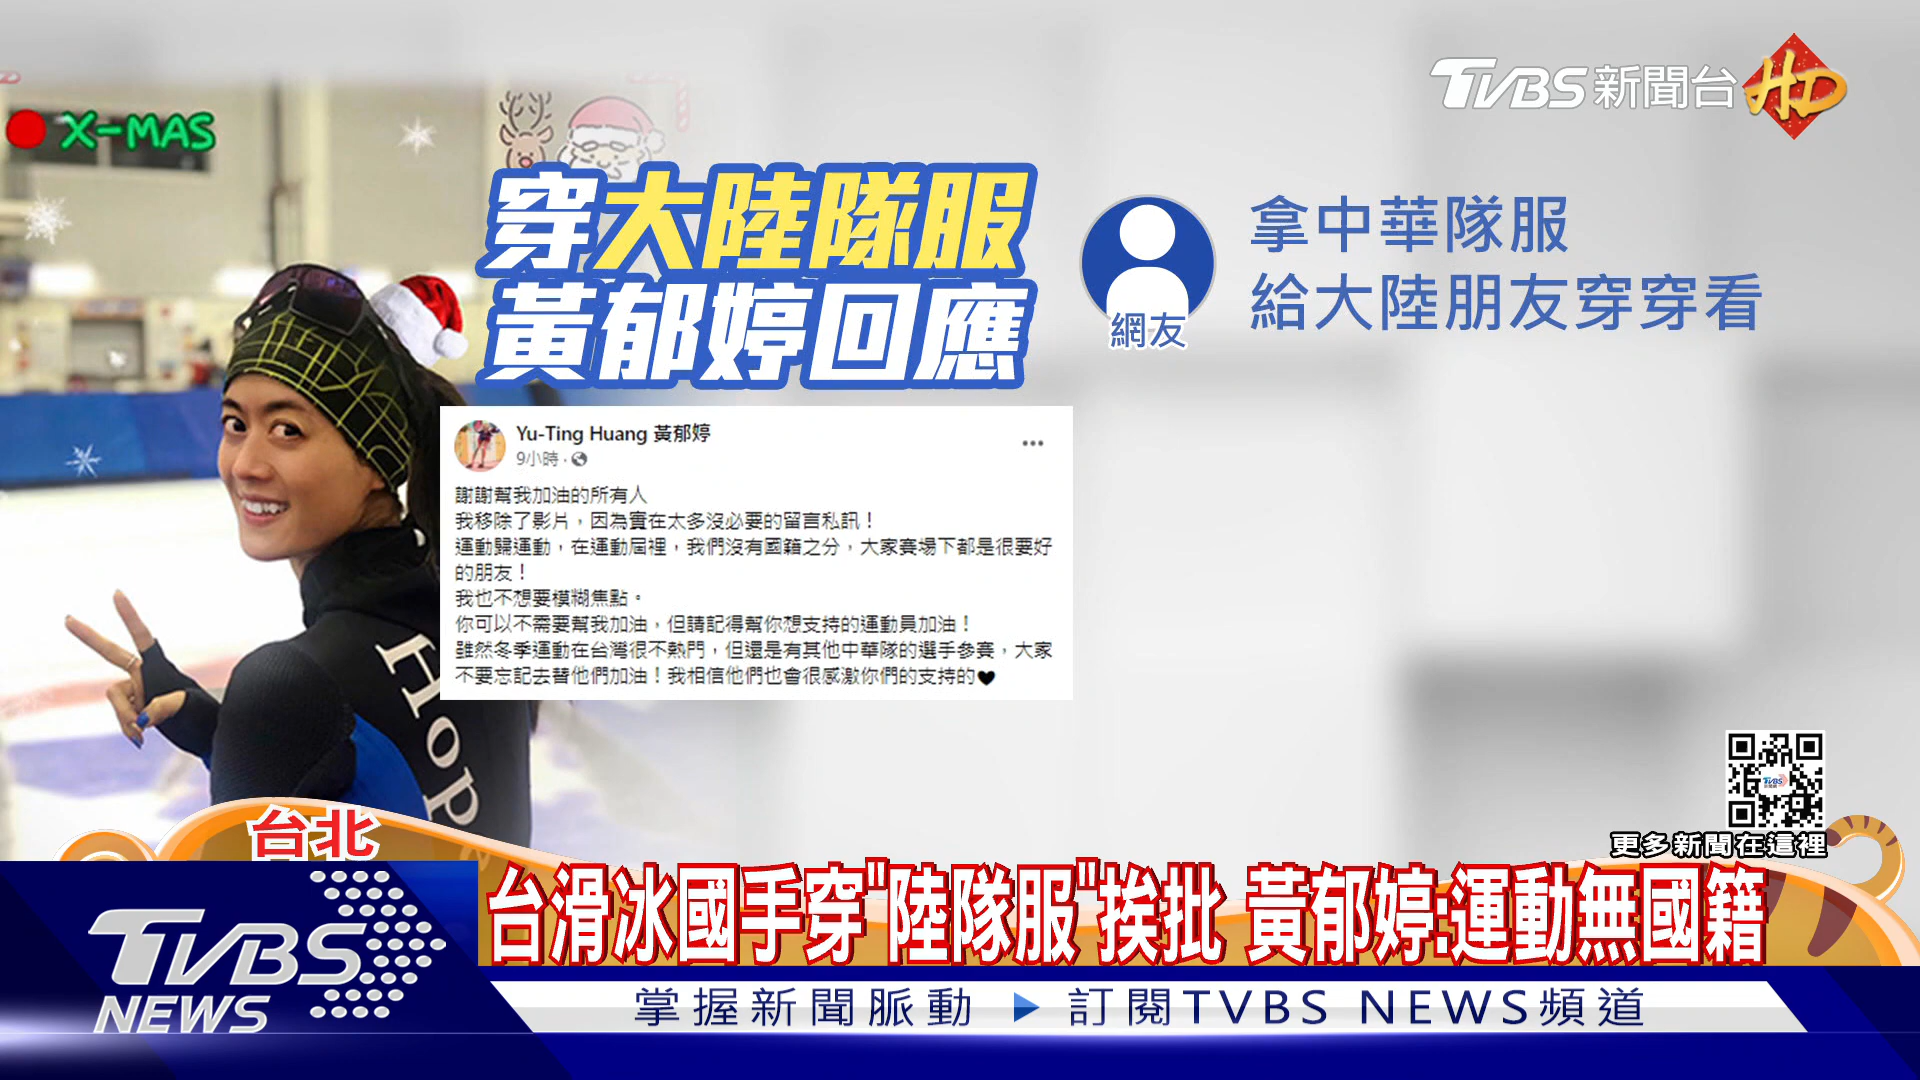 TVBS新聞台HD
X-MAS
穿大陸隊服
黃郁婷回應
拿中華隊服
給大陸朋友穿穿看
網友
Yu-Ting Huang 黃郁婷
9小時 ·
謝謝幫我加油的所有人
我移除了影片，因為實在太多沒必要的留言私訊！
運動歸運動，在運動屆裡，我們沒有國籍之分，大家賽場下都是很要好
的朋友！
我也不想要模糊焦點。
你可以不需要幫我加油，但請記得幫你想支持的運動員加油！
雖然冬季運動在台灣很不熱門，但還是有其他中華隊的選手參賽，大家
不要忘記去替他們加油！我相信他們也會很感激你們的支持的🖤
Hope
TVBS
更多新聞在這裡
台北
台滑冰國手穿"陸隊服"挨批 黃郁婷:運動無國籍
TVBS
NEWS
掌握新聞脈動 ▶ 訂閱TVBS NEWS頻道